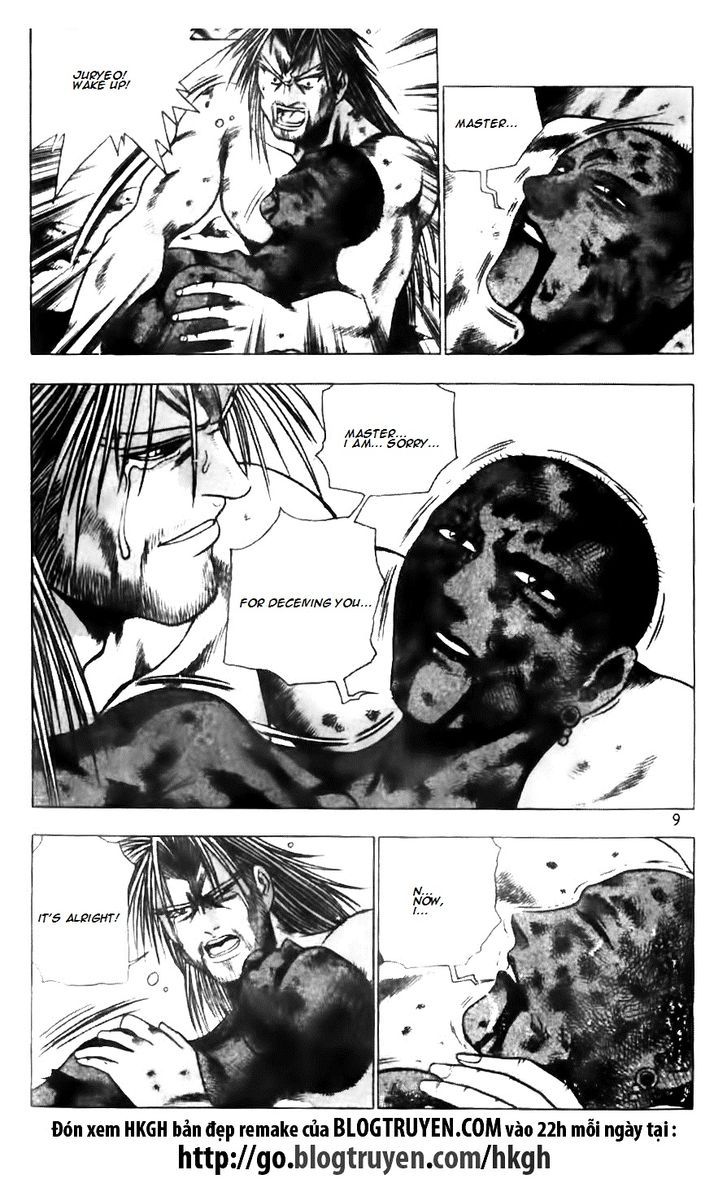 JURYEO!
WAKE UP!
MASTER...
MASTER...
I AM... SORRY...
FOR DECEIVING YOU...
9
IT'S ALRIGHT!
N...
NOW,
I...
Đón xem HKGH bản đẹp remake của BLOGTRUYEN.COM vào 22h mỗi ngày tại :
http://go.blogtruyen.com/hkgh